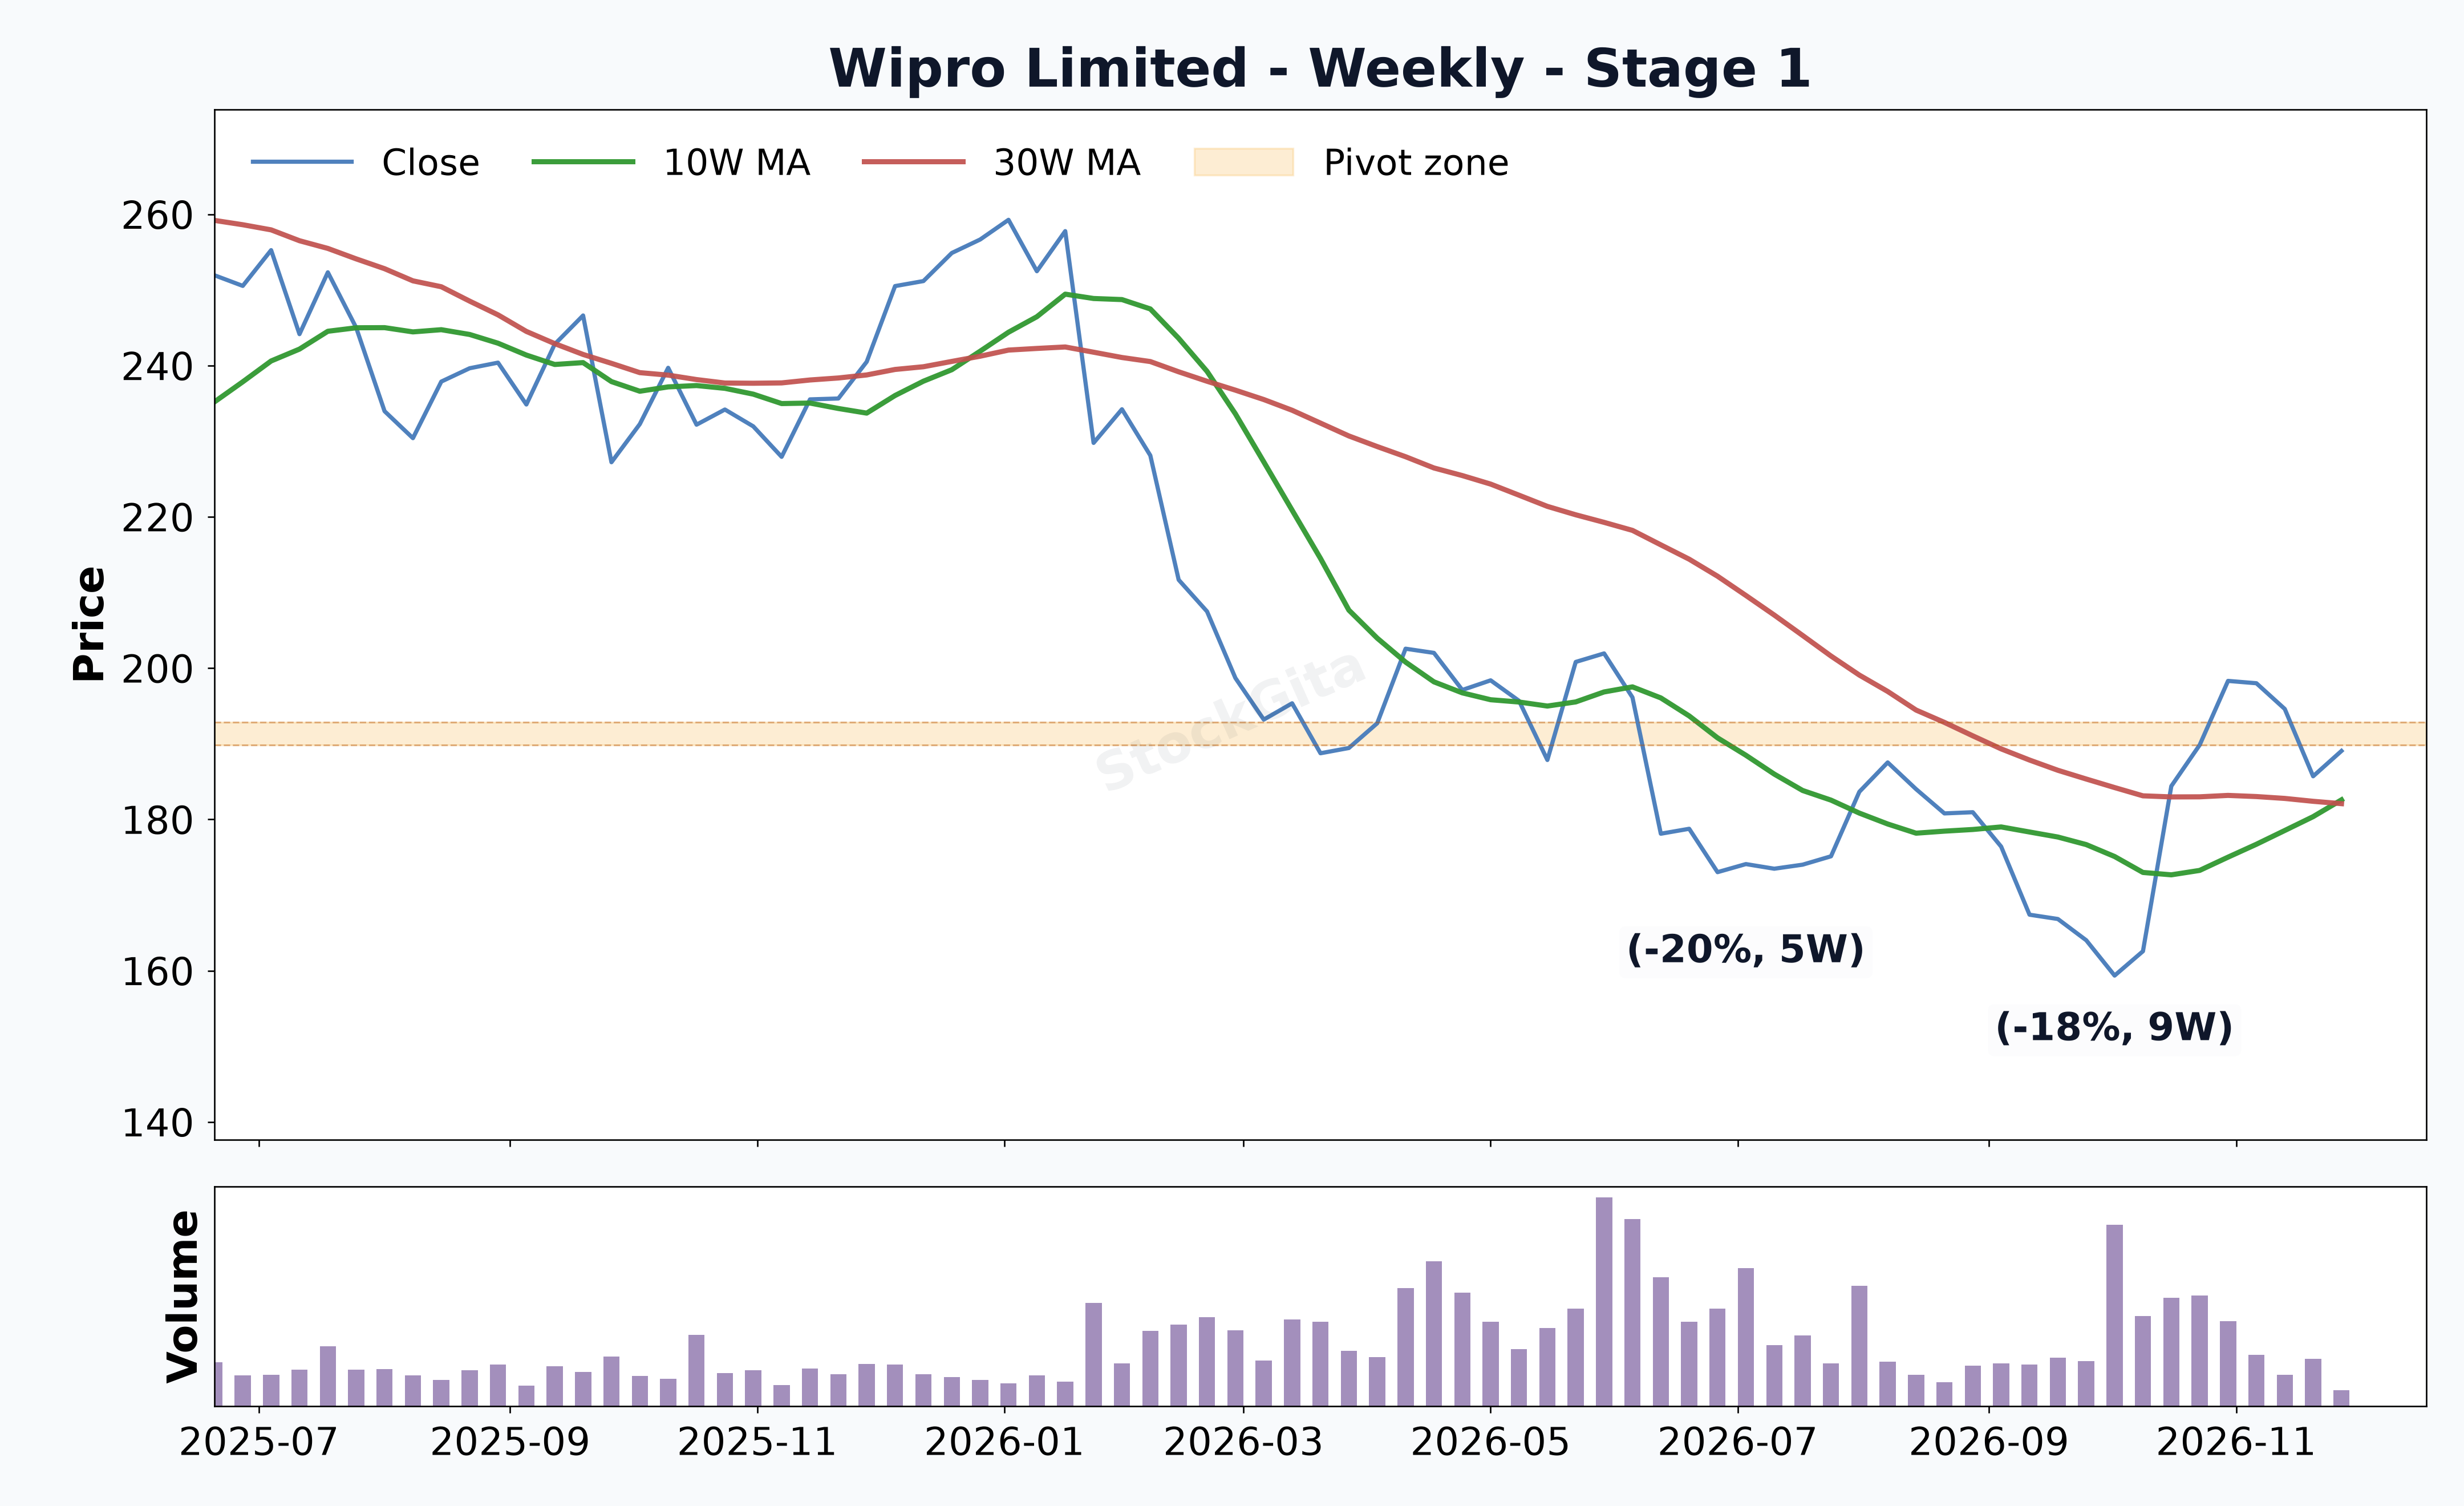 Wipro Limited - Weekly - Stage 1
Close
10W MA
30W MA
Pivot zone
Price
260
240
220
200
180
160
140
StockGita
(-20%, 5W)
(-18%, 9W)
Volume
2025-07
2025-09
2025-11
2026-01
2026-03
2026-05
2026-07
2026-09
2026-11